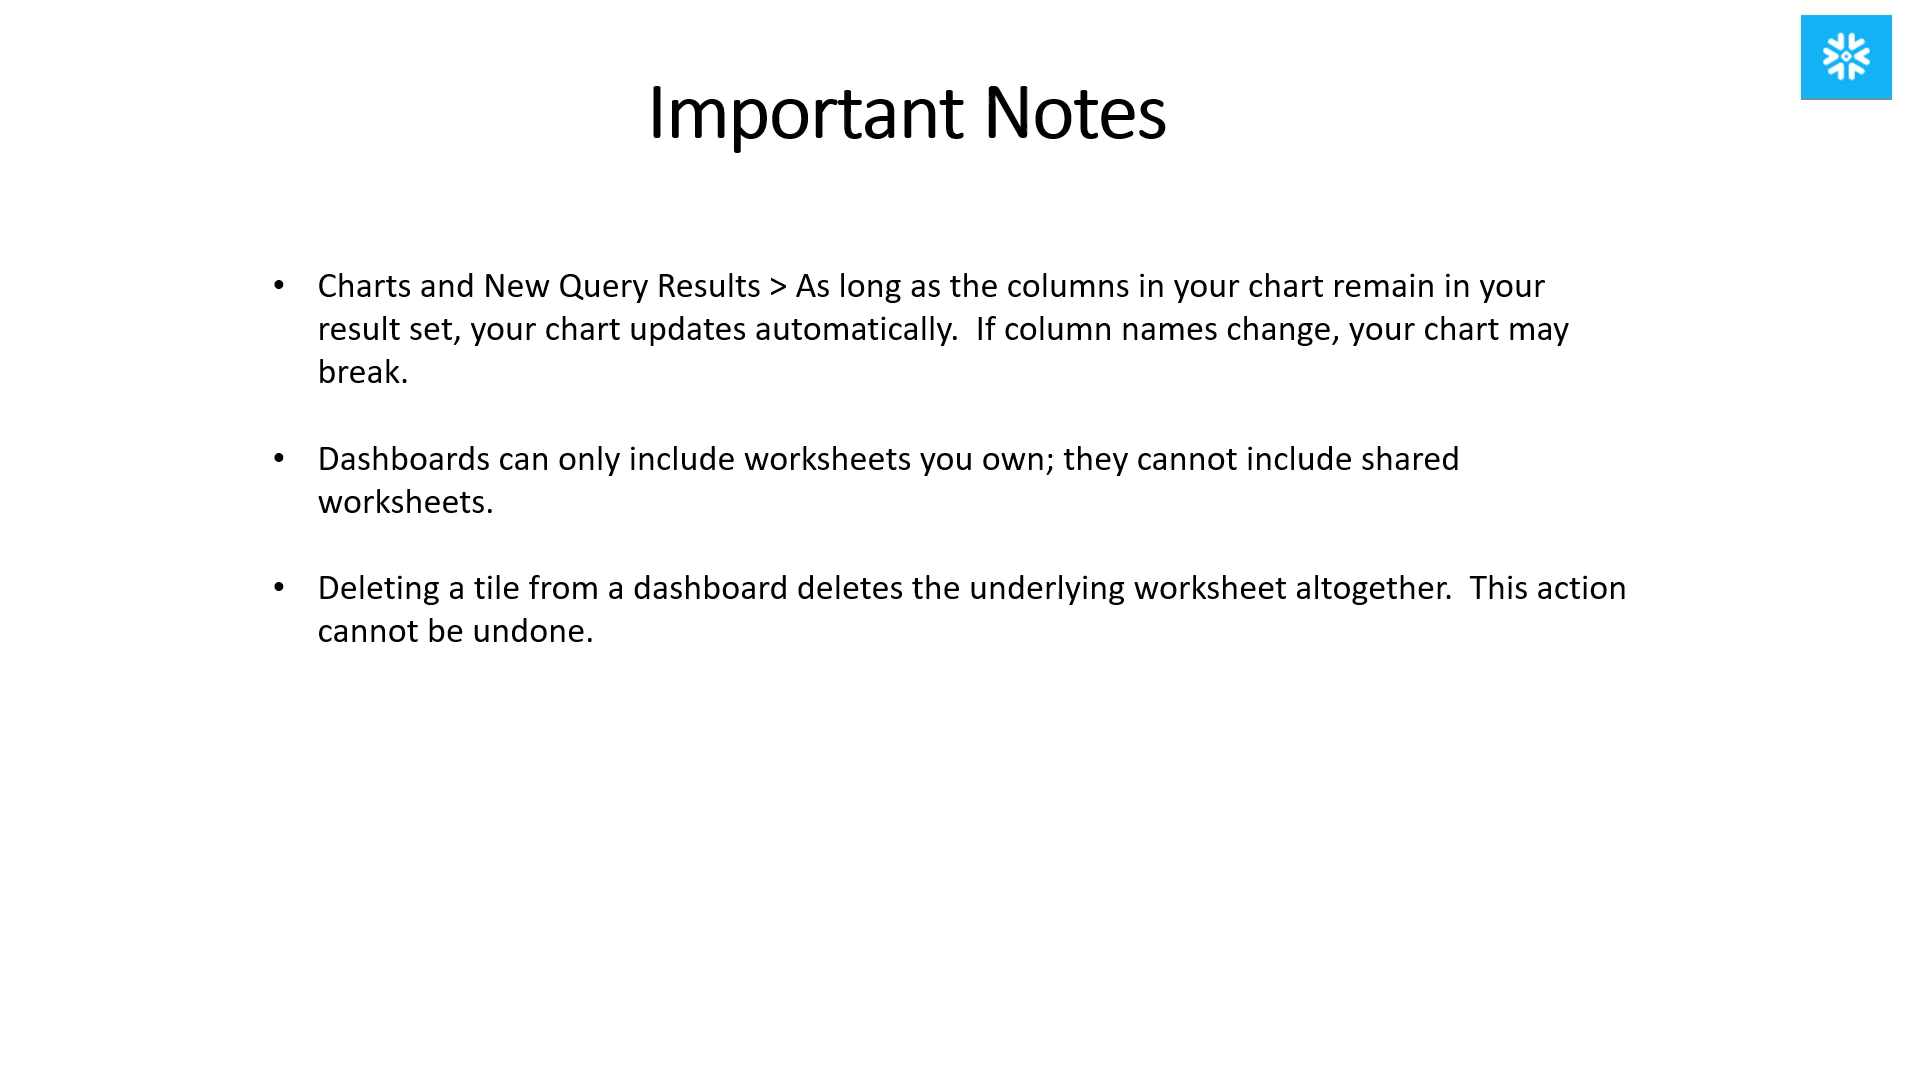 Important Notes
• Charts and New Query Results > As long as the columns in your chart remain in your
result set, your chart updates automatically.  If column names change, your chart may
break.
• Dashboards can only include worksheets you own; they cannot include shared
worksheets.
• Deleting a tile from a dashboard deletes the underlying worksheet altogether.  This action
cannot be undone.